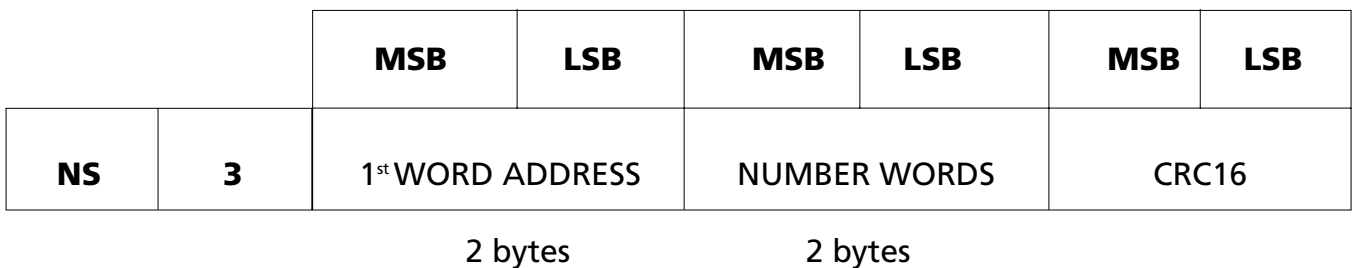 MSB LSB MSB LSB MSB LSB
NS 3 1st WORD ADDRESS NUMBER WORDS CRC16
2 bytes 2 bytes